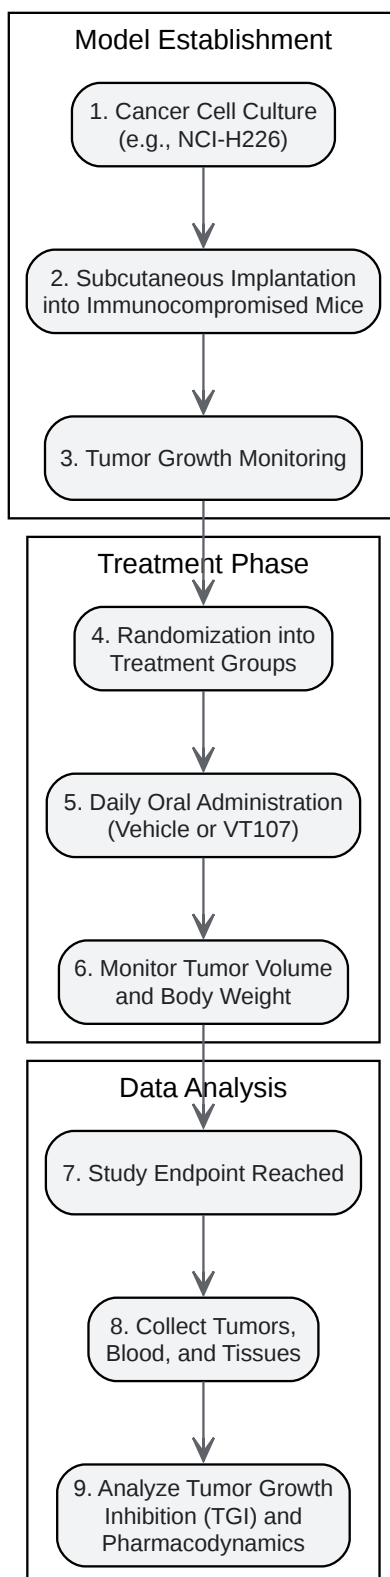 Model Establishment
1. Cancer Cell Culture
(e.g., NCI-H226)
2. Subcutaneous Implantation
into Immunocompromised Mice
3. Tumor Growth Monitoring
Treatment Phase
4. Randomization into
Treatment Groups
5. Daily Oral Administration
(Vehicle or VT107)
6. Monitor Tumor Volume
and Body Weight
Data Analysis
7. Study Endpoint Reached
8. Collect Tumors,
Blood, and Tissues
9. Analyze Tumor Growth
Inhibition (TGI) and
Pharmacodynamics